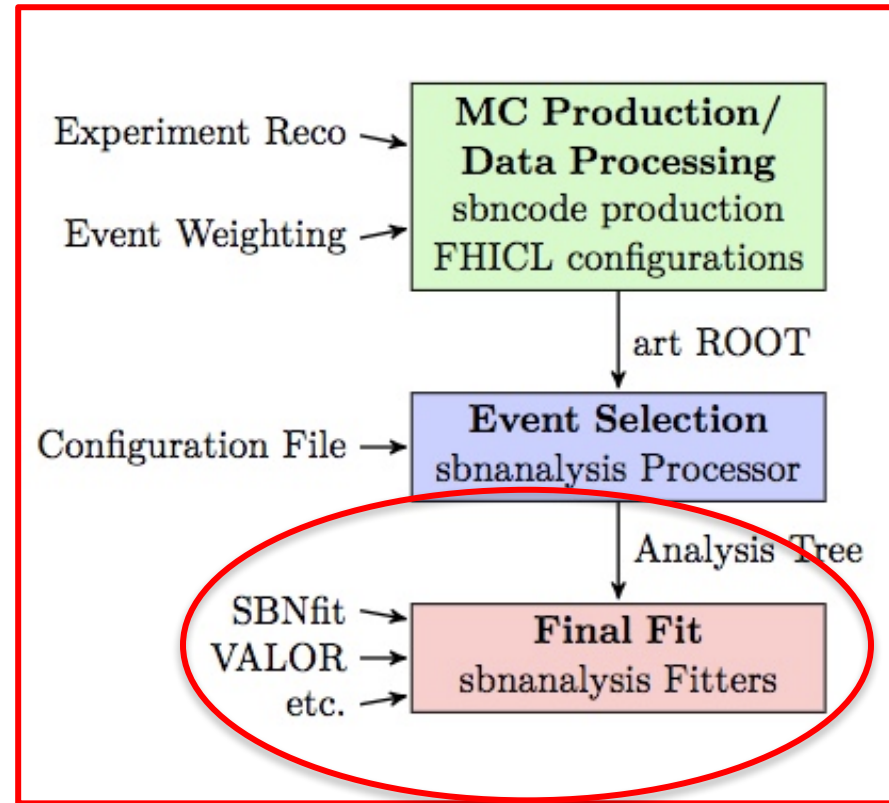 Experiment Reco
Event Weighting
MC Production/
Data Processing
sbncode production
FHICL configurations
art ROOT
Configuration File
Event Selection
sbnanalysis Processor
Analysis Tree
SBNfit
VALOR
etc.
Final Fit
sbnanalysis Fitters